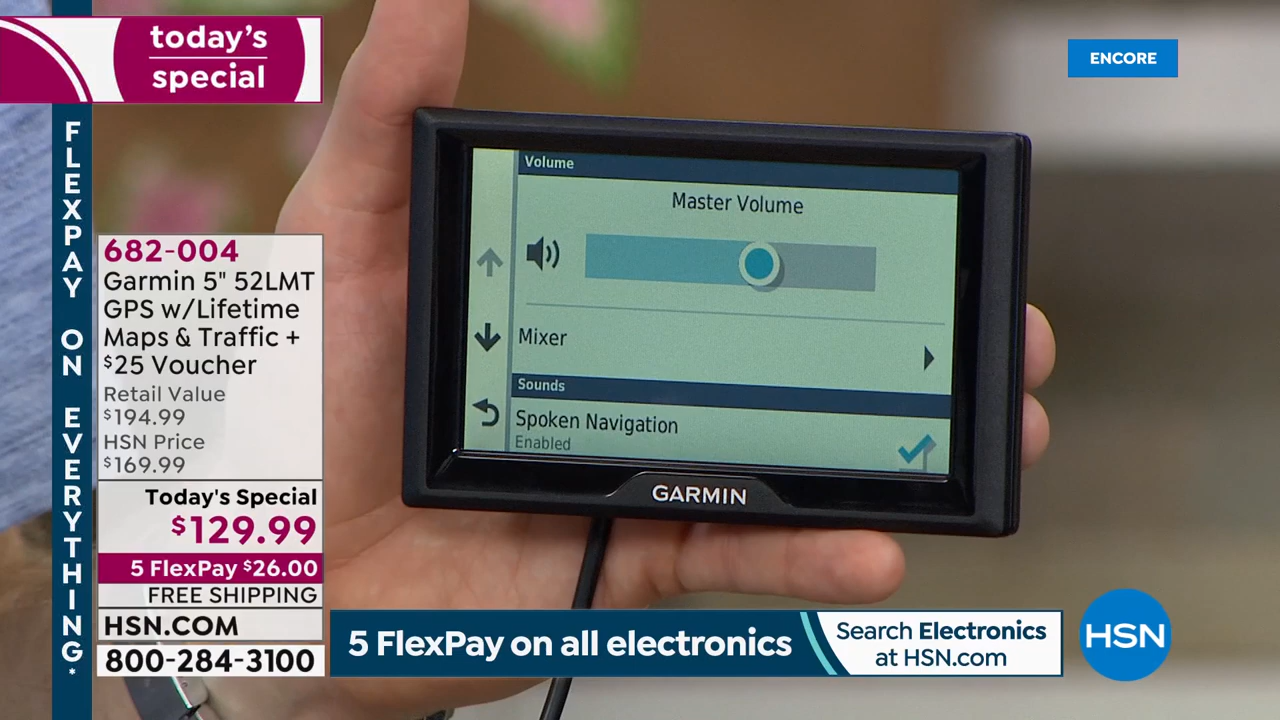 today's
special
ENCORE
FLEXPAY ON EVERYTHING*
682-004
Garmin 5" 52LMT
GPS w/Lifetime
Maps & Traffic +
$25 Voucher
Retail Value
$194.99
HSN Price
$169.99
Today's Special
$129.99
5 FlexPay $26.00
FREE SHIPPING
HSN.COM
800-284-3100
Volume
Master Volume
Mixer
Sounds
Spoken Navigation
Enabled
GARMIN
5 FlexPay on all electronics
Search Electronics
at HSN.com
HSN